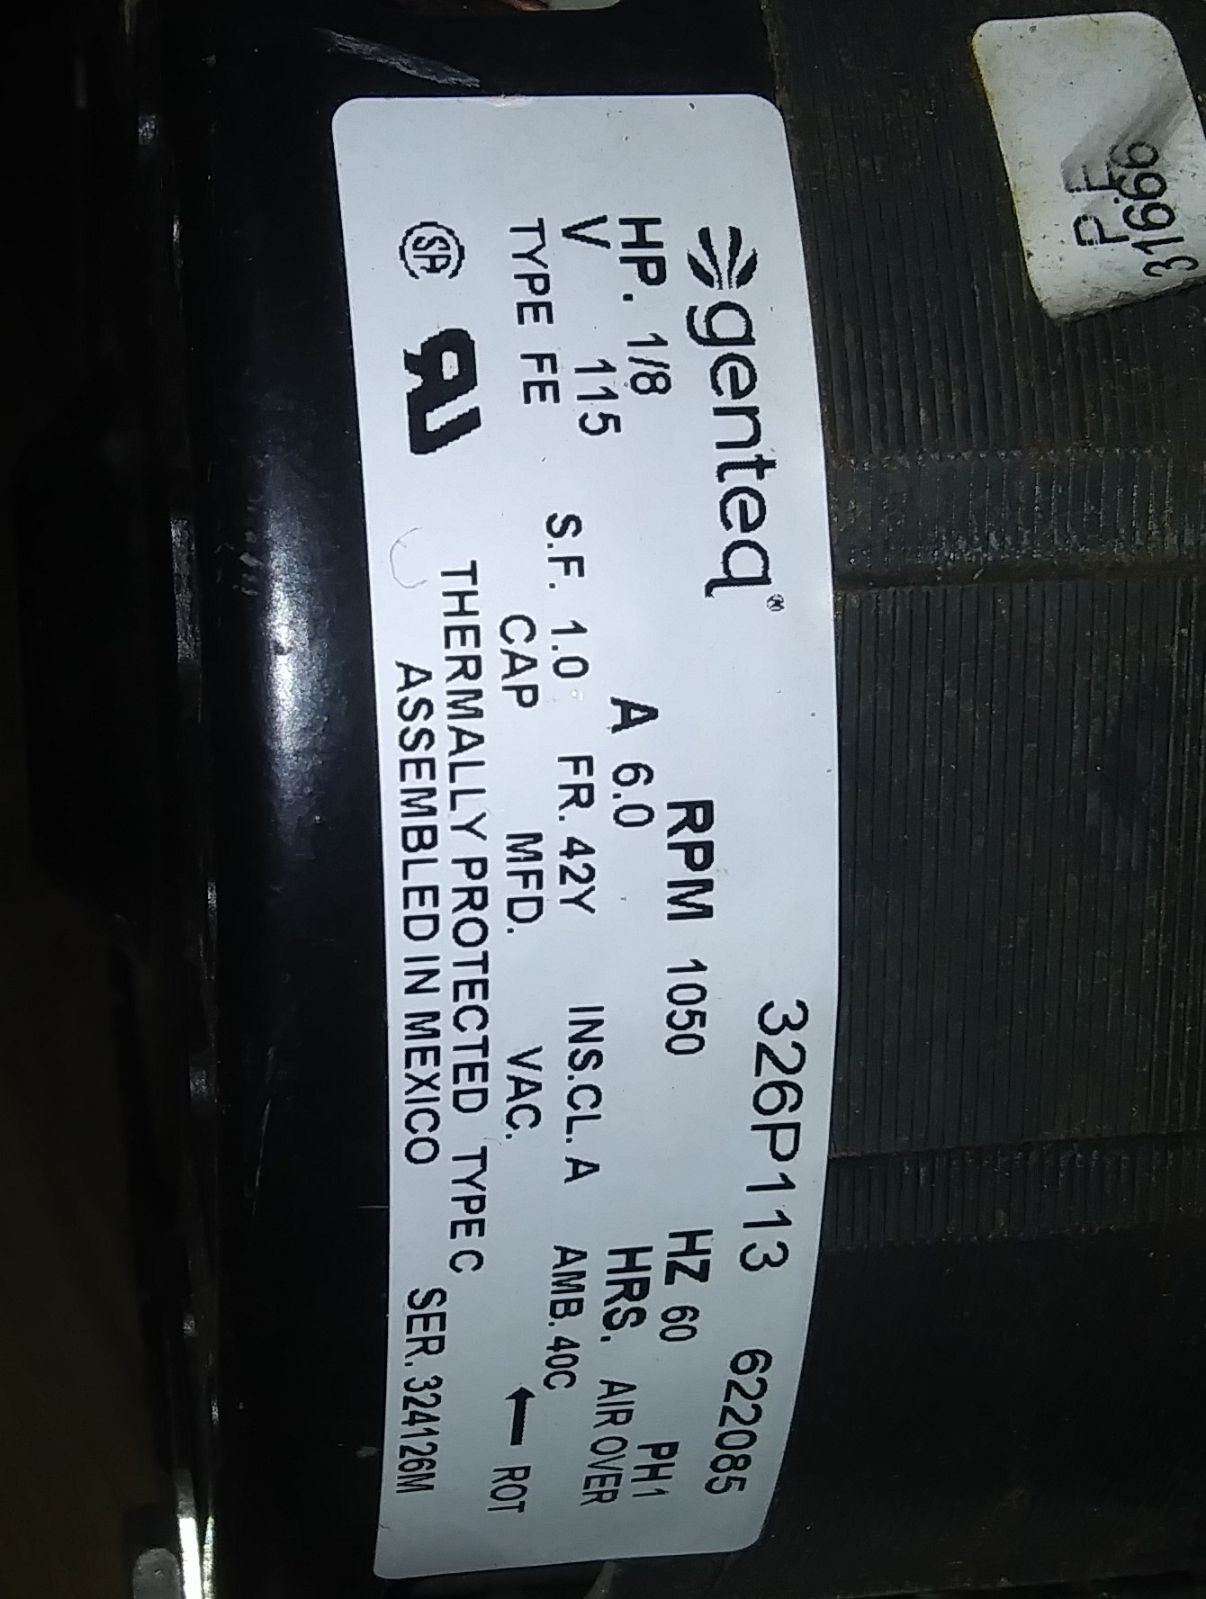 genteq® 326P113 622085
HP. 1/8 RPM 1050 HZ 60 PH1
V 115 A 6.0 HRS. AIR OVER
TYPE FE S.F. 1.0 FR. 42Y INS.CL. A AMB. 40C
CAP MFD. VAC. ← ROT
THERMALLY PROTECTED TYPE C
SA UR ASSEMBLED IN MEXICO SER. 324126M
P.F
31666